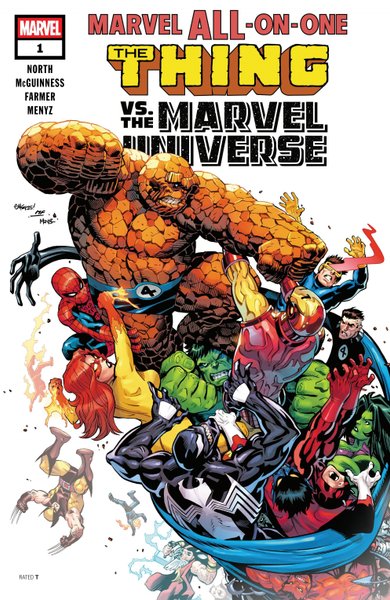 MARVEL
1
NORTH
McGUINNESS
FARMER
MENYZ
MARVEL ALL-ON-ONE
THE THING
VS. THE MARVEL UNIVERSE
4
RATED T